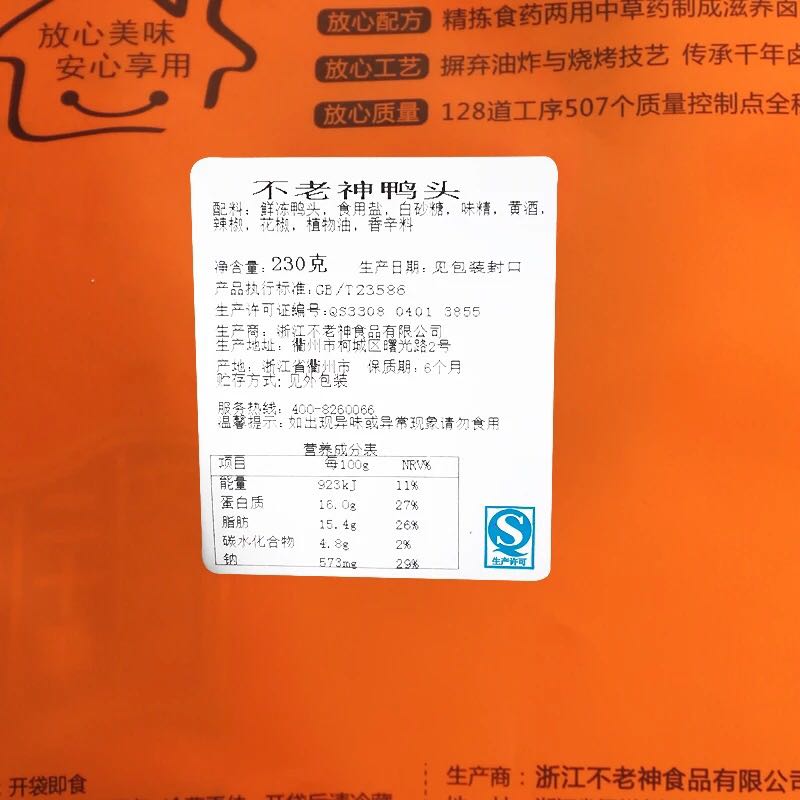 放心美味
安心享用
放心配方 精拣食药两用中草药制成滋养卤
放心工艺 摒弃油炸与烧烤技艺 传承千年卤
放心质量 128道工序507个质量控制点全程
不老神鸭头
配料：鲜冻鸭头，食用盐，白砂糖，味精，黄酒，
辣椒，花椒，植物油，香辛料
净含量：230克 生产日期：见包装封口
产品执行标准：GB/T23586
生产许可证编号：QS3308 0401 3855
生产商：浙江不老神食品有限公司
生产地址：衢州市柯城区曙光路2号
产地：浙江省衢州市 保质期：6个月
贮存方式：见外包装
服务热线：400-8260066
温馨提示：如出现异味或异常现象请勿食用
营养成分表
项目 每100g NRV%
能量 923kJ 11%
蛋白质 16.0g 27%
脂肪 15.4g 26%
碳水化合物 4.8g 2%
钠 573mg 29%
S
生产许可
：开袋即食
生产商：浙江不老神食品有限公司